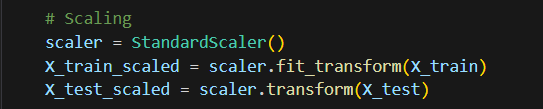 # Scaling
scaler = StandardScaler()
X_train_scaled = scaler.fit_transform(X_train)
X_test_scaled = scaler.transform(X_test)